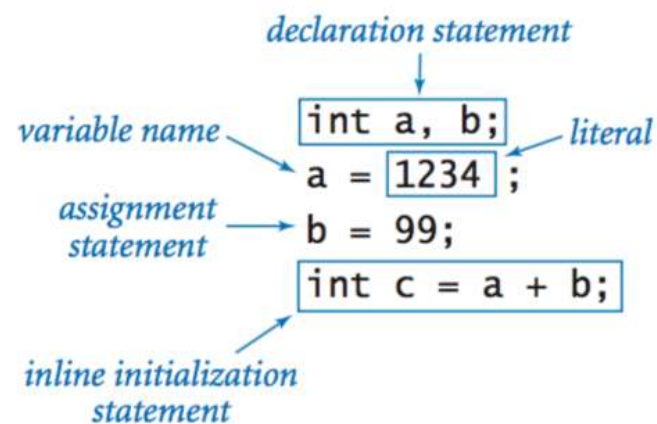 declaration statement
int a, b;
variable name
literal
a = 1234 ;
assignment
statement
b = 99;
int c = a + b;
inline initialization
statement